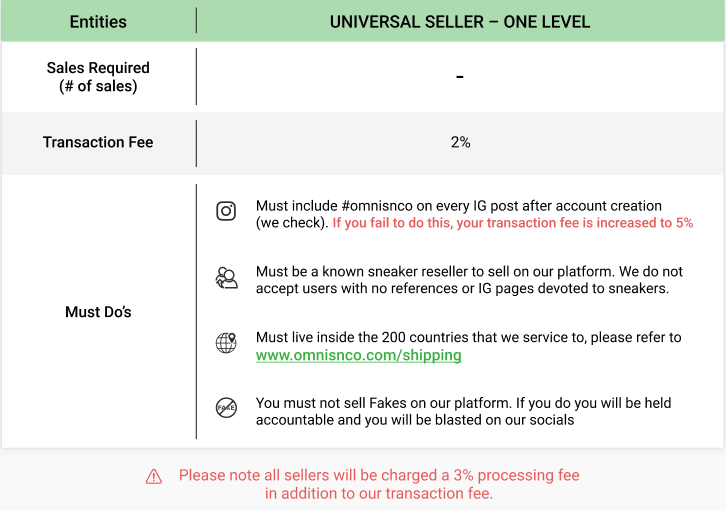 Entities
UNIVERSAL SELLER – ONE LEVEL
Sales Required
(# of sales)
-
Transaction Fee
2%
Must Do's
Must include #omnisnco on every IG post after account creation
(we check). If you fail to do this, your transaction fee is increased to 5%
Must be a known sneaker reseller to sell on our platform. We do not
accept users with no references or IG pages devoted to sneakers.
Must live inside the 200 countries that we service to, please refer to
www.omnisnco.com/shipping
FAKE
You must not sell Fakes on our platform. If you do you will be held
accountable and you will be blasted on our socials
Please note all sellers will be charged a 3% processing fee
in addition to our transaction fee.